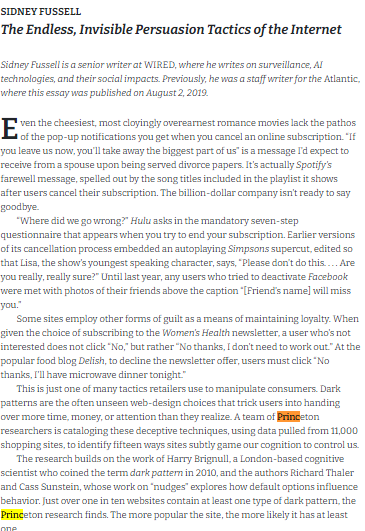 SIDNEY FUSSELL
The Endless, Invisible Persuasion Tactics of the Internet
Sidney Fussell is a senior writer at WIRED, where he writes on surveillance, AI
technologies, and their social impacts. Previously, he was a staff writer for the Atlantic,
where this essay was published on August 2, 2019.
Even the cheesiest, most cloyingly overearnest romance movies lack the pathos
of the pop-up notifications you get when you cancel an online subscription. “If
you leave us now, you’ll take away the biggest part of us” is a message I’d expect to
receive from a spouse upon being served divorce papers. It’s actually Spotify’s
farewell message, spelled out by the song titles included in the playlist it shows
after users cancel their subscription. The billion-dollar company isn’t ready to say
goodbye.
“Where did we go wrong?” Hulu asks in the mandatory seven-step
questionnaire that appears when you try to end your subscription. Earlier versions
of its cancellation process embedded an autoplaying Simpsons supercut, edited so
that Lisa, the show’s youngest speaking character, says, “Please don’t do this. . . . Are
you really, really sure?” Until last year, any users who tried to deactivate Facebook
were met with photos of their friends above the caption “[Friend’s name] will miss
you.”
Some sites employ other forms of guilt as a means of maintaining loyalty. When
given the choice of subscribing to the Women’s Health newsletter, a user who’s not
interested does not click “No,” but rather “No thanks, I don’t need to work out.” At the
popular food blog Delish, to decline the newsletter offer, users must click “No
thanks, I’ll have microwave dinner tonight.”
This is just one of many tactics retailers use to manipulate consumers. Dark
patterns are the often unseen web-design choices that trick users into handing
over more time, money, or attention than they realize. A team of Princeton
researchers is cataloging these deceptive techniques, using data pulled from 11,000
shopping sites, to identify fifteen ways sites subtly game our cognition to control us.
The research builds on the work of Harry Brignull, a London-based cognitive
scientist who coined the term dark pattern in 2010, and the authors Richard Thaler
and Cass Sunstein, whose work on “nudges” explores how default options influence
behavior. Just over one in ten websites contain at least one type of dark pattern, the
Princeton research finds. The more popular the site, the more likely it has at least
one